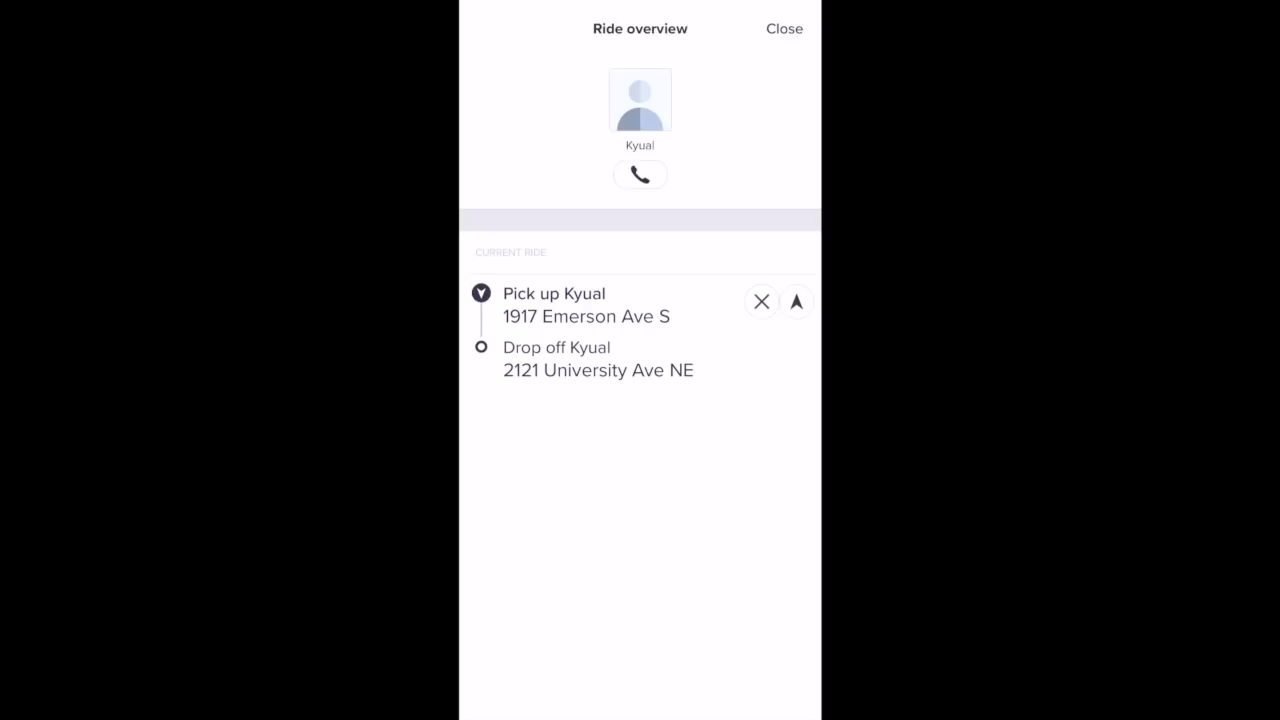 Ride overview
Close
Kyual
CURRENT RIDE
Pick up Kyual
1917 Emerson Ave S
Drop off Kyual
2121 University Ave NE